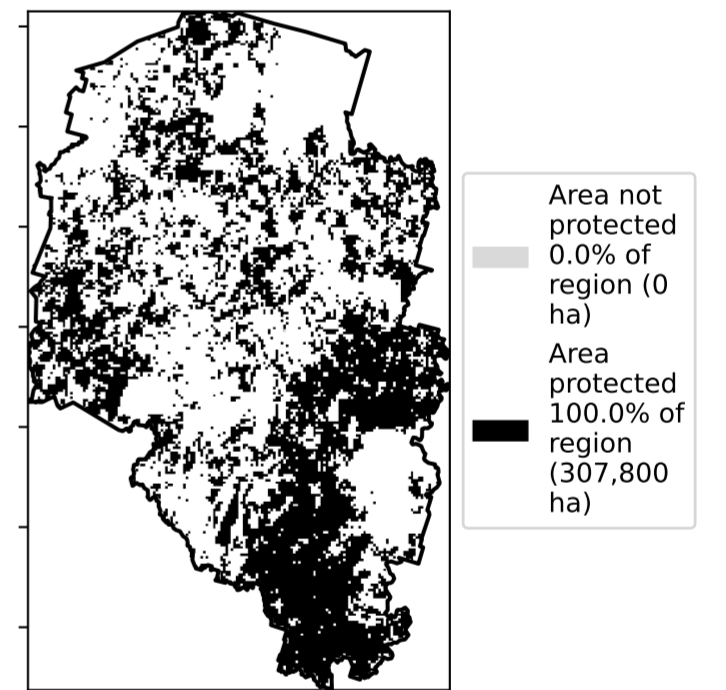 Area not
protected
0.0% of
region (0
ha)
Area
protected
100.0% of
region
(307,800
ha)